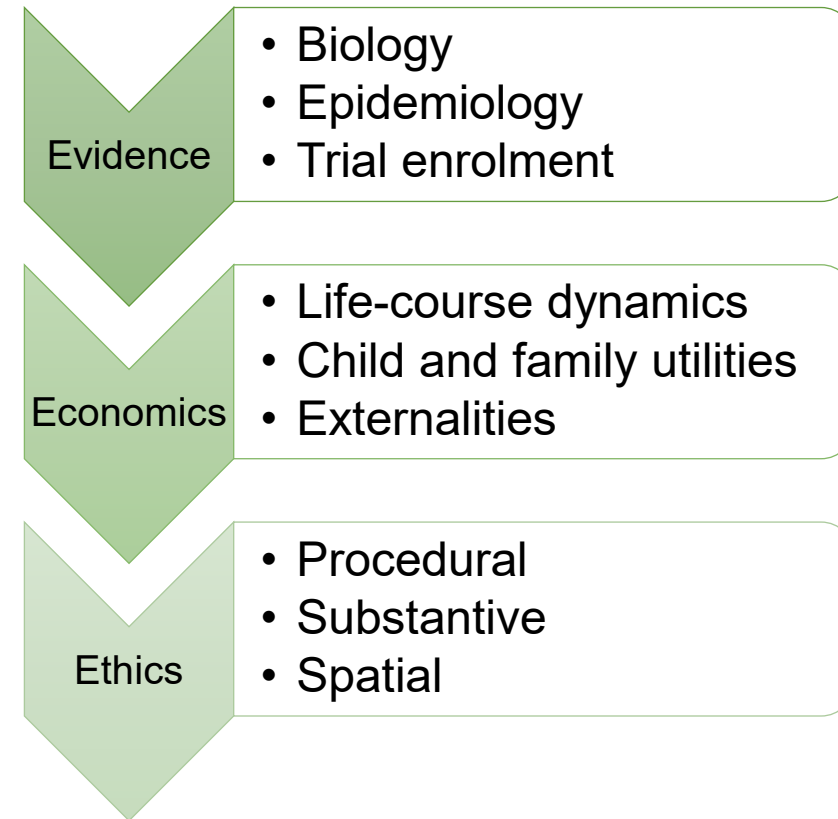 Evidence
• Biology
• Epidemiology
• Trial enrolment
Economics
• Life-course dynamics
• Child and family utilities
• Externalities
Ethics
• Procedural
• Substantive
• Spatial